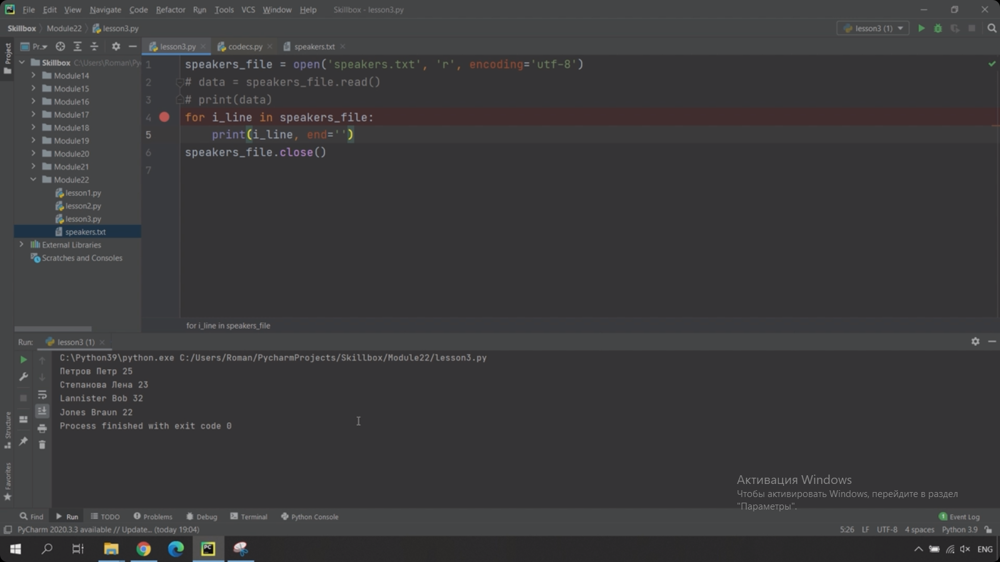 File Edit View Navigate Code Refactor Run Tools VCS Window Help Skillbox - lesson3.py
Skillbox Module22 lesson3.py lesson3 (1)
Project Pr.. lesson3.py codecs.py speakers.txt
Skillbox C:\Users\Roman\Py
Module14
Module15
Module16
Module17
Module18
Module19
Module20
Module21
Module22
lesson1.py
lesson2.py
lesson3.py
speakers.txt
External Libraries
Scratches and Consoles
1 speakers_file = open('speakers.txt', 'r', encoding='utf-8')
2 # data = speakers_file.read()
3 # print(data)
4 for i_line in speakers_file:
5 print(i_line, end='')
6 speakers_file.close()
7
for i_line in speakers_file
Run: lesson3 (1)
C:\Python39\python.exe C:/Users/Roman/PycharmProjects/Skillbox/Module22/lesson3.py
Петров Петр 25
Степанова Лена 23
Lannister Bob 32
Jones Braun 22
Process finished with exit code 0
Structure
Favorites
Активация Windows
Чтобы активировать Windows, перейдите в раздел
"Параметры".
Find Run TODO Problems Debug Terminal Python Console 1 Event Log
PyCharm 2020.3.3 available // Update... (today 19:04) 5:26 LF UTF-8 4 spaces Python 3.9
PC ENG